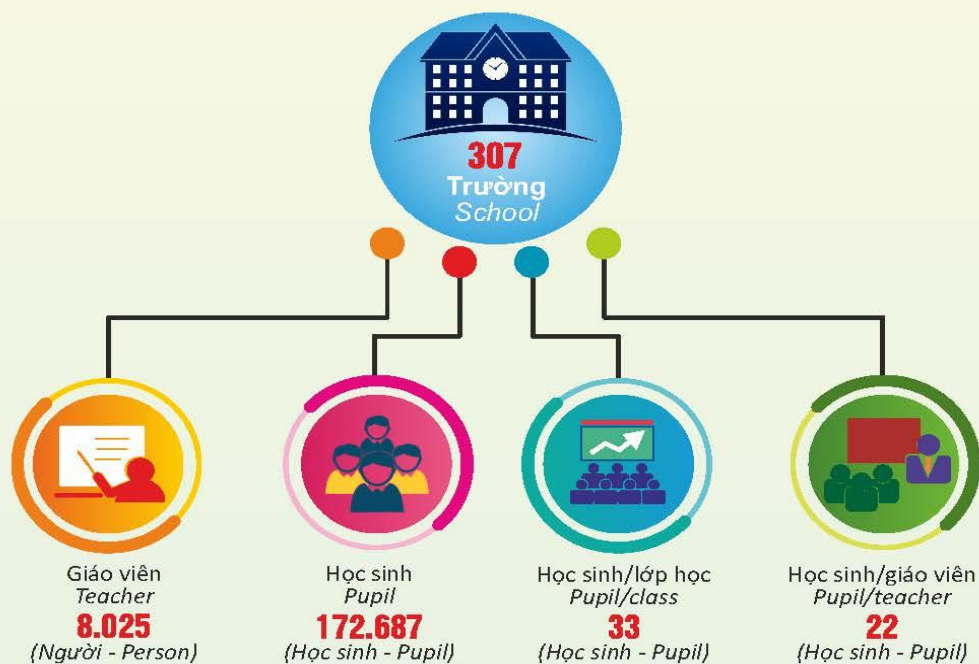 307
Trường
School
Giáo viên
Teacher
8.025
(Người - Person)
Học sinh
Pupil
172.687
(Học sinh - Pupil)
Học sinh/lớp học
Pupil/class
33
(Học sinh - Pupil)
Học sinh/giáo viên
Pupil/teacher
22
(Học sinh - Pupil)